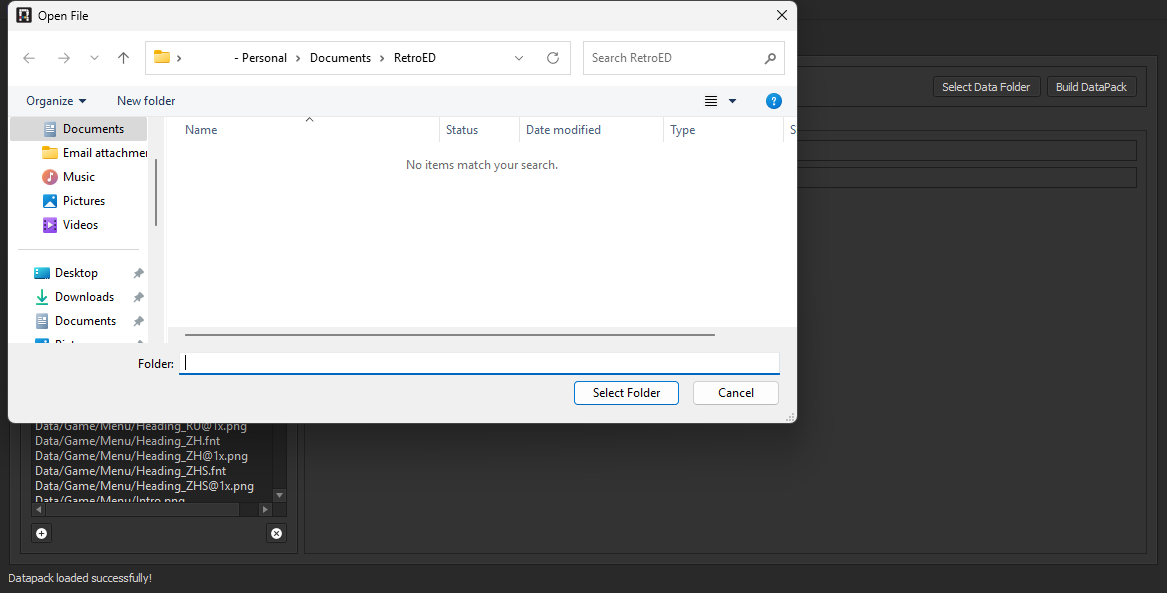 Open File
- Personal > Documents > RetroED
Search RetroED
Select Data Folder
Build DataPack
Organize
New folder
?
Documents
Email attachmen
Music
Pictures
Videos
Desktop
Downloads
Documents
Name
Status
Date modified
Type
S
No items match your search.
Folder:
Select Folder
Cancel
Data/Game/Menu/Heading_RU@1x.png
Data/Game/Menu/Heading_ZH.fnt
Data/Game/Menu/Heading_ZH@1x.png
Data/Game/Menu/Heading_ZHS.fnt
Data/Game/Menu/Heading_ZHS@1x.png
Data/Game/Menu/Intro.png
Datapack loaded successfully!